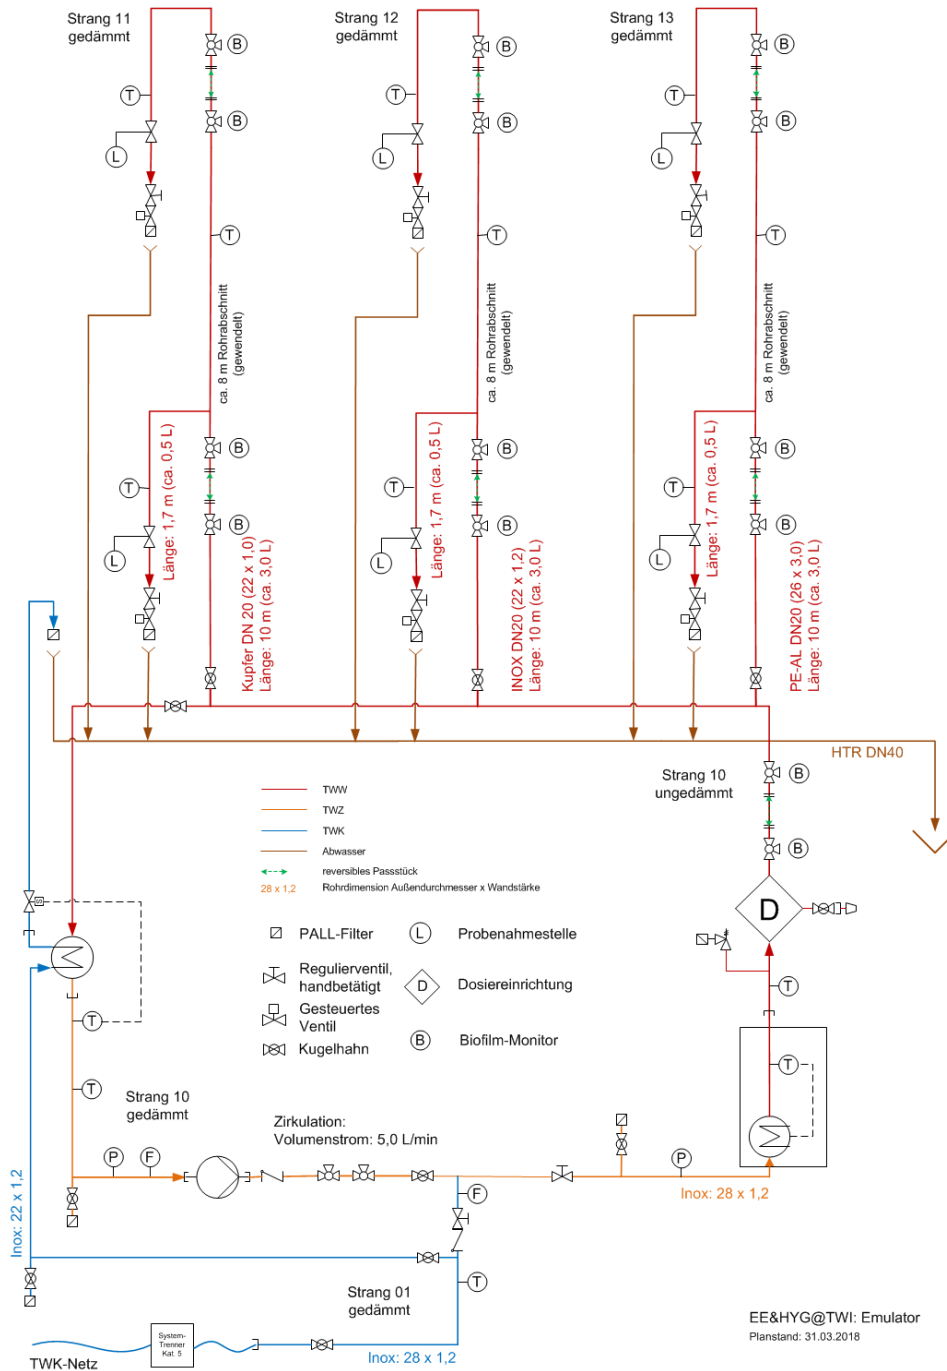 Strang 11
gedämmt
Strang 12
gedämmt
Strang 13
gedämmt
B
B
B
T
T
T
B
B
B
L
L
L
T
T
T
ca. 8 m Rohrabschnitt
(gewendelt)
ca. 8 m Rohrabschnitt
(gewendelt)
ca. 8 m Rohrabschnitt
(gewendelt)
B
B
B
T
T
T
Länge: 1,7 m (ca. 0,5 L)
Länge: 1,7 m (ca. 0,5 L)
Länge: 1,7 m (ca. 0,5 L)
B
B
B
L
L
L
Kupfer DN 20 (22 x 1,0)
Länge: 10 m (ca. 3,0 L)
INOX DN20 (22 x 1,2)
Länge: 10 m (ca. 3,0 L)
PE-AL DN20 (26 x 3,0)
Länge: 10 m (ca. 3,0 L)
HTR DN40
Strang 10
ungedämmt
B
B
TWW
TWZ
TWK
Abwasser
reversibles Passstück
28 x 1,2
Rohrdimension Außendurchmesser x Wandstärke
S
D
PALL-Filter
L
Probenahmestelle
Regulierventil,
handbetätigt
D
Dosiereinrichtung
Gesteuertes
Ventil
Kugelhahn
B
Biofilm-Monitor
T
T
T
T
Strang 10
gedämmt
Zirkulation:
Volumenstrom: 5,0 L/min
P
F
P
Inox: 28 x 1,2
F
Inox: 22 x 1,2
T
Strang 01
gedämmt
System-
Trenner
Kat. 5
TWK-Netz
Inox: 28 x 1,2
EE&HYG@TWI: Emulator
Planstand: 31.03.2018